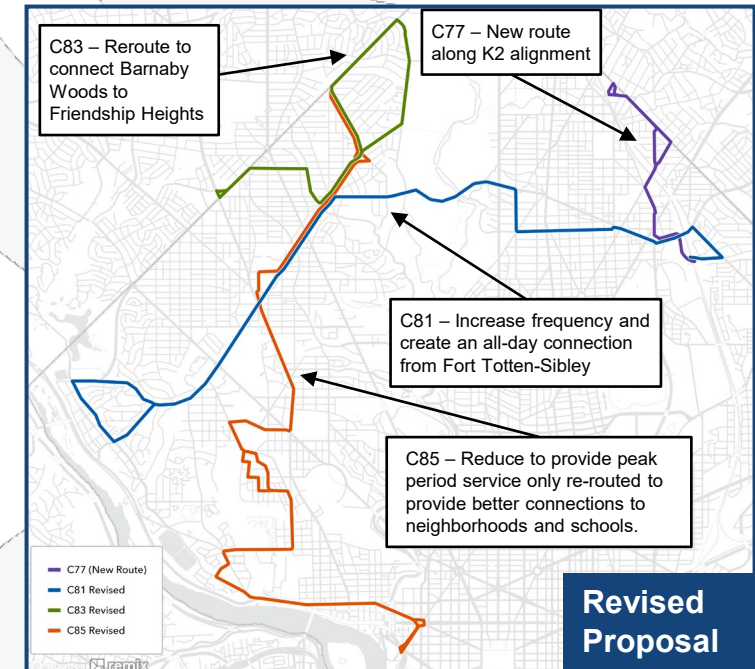 C83 – Reroute to
connect Barnaby
Woods to
Friendship Heights
C77 – New route
along K2 alignment
C81 – Increase frequency and
create an all-day connection
from Fort Totten-Sibley
C85 – Reduce to provide peak
period service only re-routed to
provide better connections to
neighborhoods and schools.
C77 (New Route)
C81 Revised
C83 Revised
C85 Revised
Revised
Proposal
remix